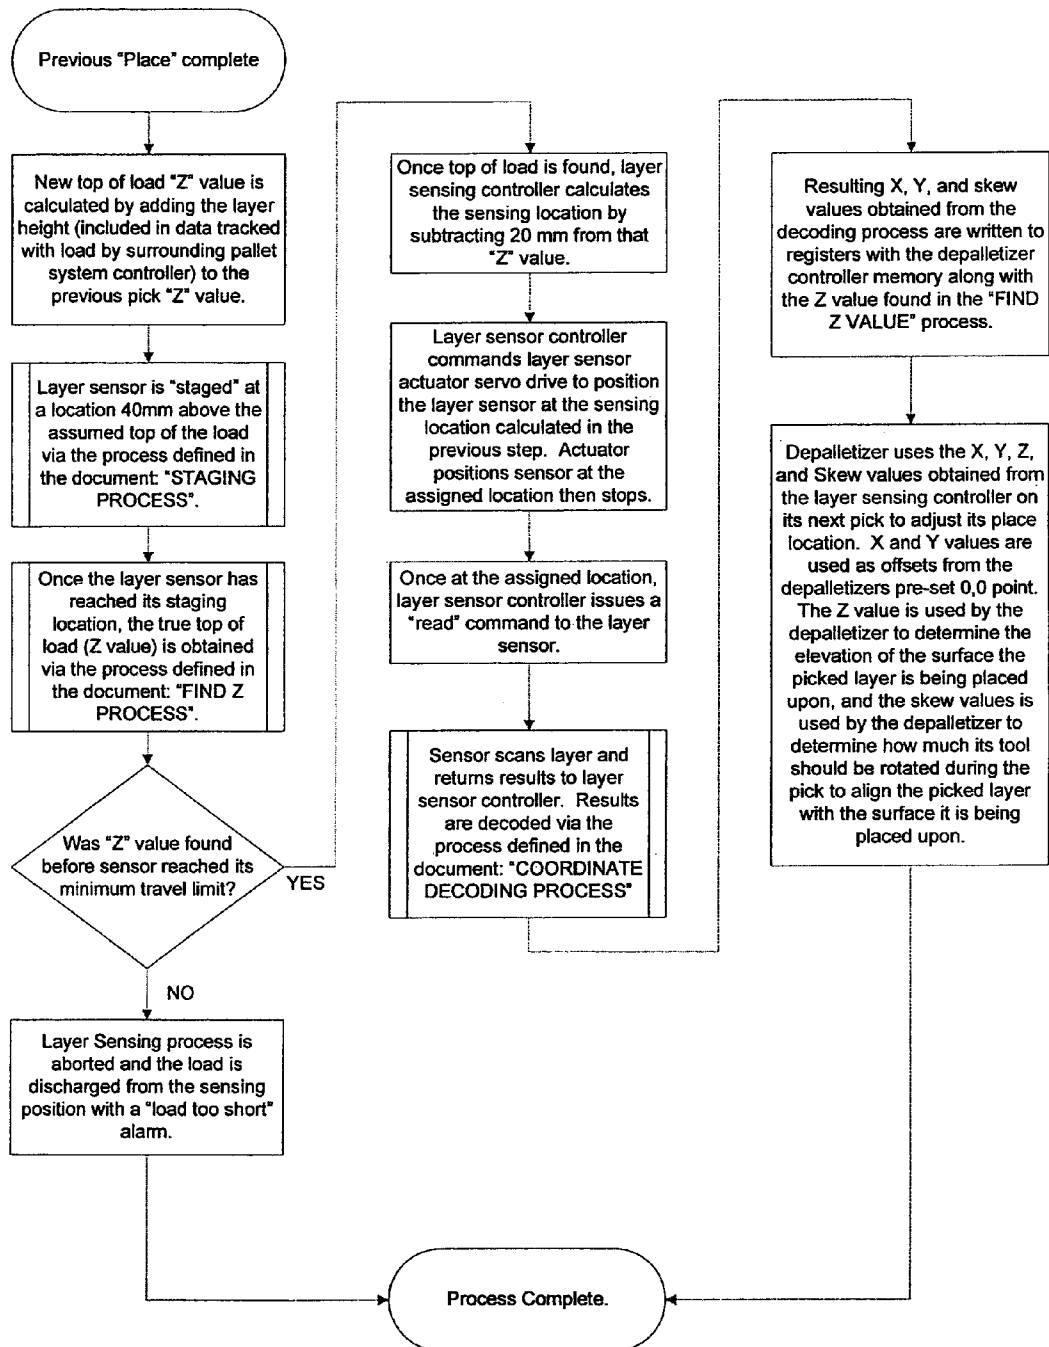 Previous "Place" complete
New top of load "Z" value is
calculated by adding the layer
height (included in data tracked
with load by surrounding pallet
system controller) to the
previous pick "Z" value.
Layer sensor is "staged" at
a location 40mm above the
assumed top of the load
via the process defined in
the document: "STAGING
PROCESS".
Once the layer sensor has
reached its staging
location, the true top of
load (Z value) is obtained
via the process defined in
the document: "FIND Z
PROCESS".
Was "Z" value found
before sensor reached its
minimum travel limit?
YES
NO
Layer Sensing process is
aborted and the load is
discharged from the sensing
position with a "load too short"
alarm.
Once top of load is found, layer
sensing controller calculates
the sensing location by
subtracting 20 mm from that
"Z" value.
Layer sensor controller
commands layer sensor
actuator servo drive to position
the layer sensor at the sensing
location calculated in the
previous step. Actuator
positions sensor at the
assigned location then stops.
Once at the assigned location,
layer sensor controller issues a
"read" command to the layer
sensor.
Sensor scans layer and
returns results to layer
sensor controller. Results
are decoded via the
process defined in the
document: "COORDINATE
DECODING PROCESS"
Resulting X, Y, and skew
values obtained from the
decoding process are written to
registers with the depalletizer
controller memory along with
the Z value found in the "FIND
Z VALUE" process.
Depalletizer uses the X, Y, Z,
and Skew values obtained from
the layer sensing controller on
its next pick to adjust its place
location. X and Y values are
used as offsets from the
depalletizers pre-set 0,0 point.
The Z value is used by the
depalletizer to determine the
elevation of the surface the
picked layer is being placed
upon, and the skew values is
used by the depalletizer to
determine how much its tool
should be rotated during the
pick to align the picked layer
with the surface it is being
placed upon.
Process Complete.